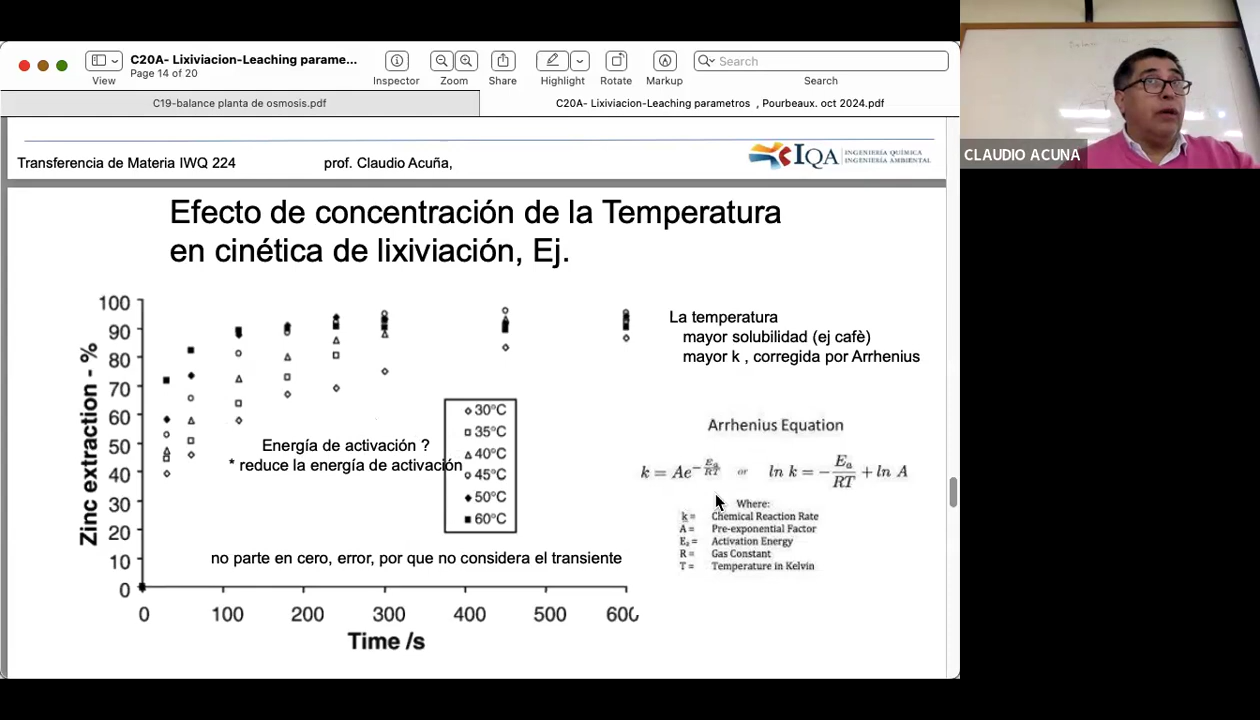 C20A- Lixiviacion-Leaching parame...
Page 14 of 20
View
Inspector
Zoom
Share
Highlight
Rotate
Markup
Search
Search
C19-balance planta de osmosis.pdf
C20A- Lixiviacion-Leaching parametros , Pourbeaux. oct 2024.pdf
Transferencia de Materia IWQ 224
prof. Claudio Acuña,
IQA
INGENIERÍA QUÍMICA
INGENIERÍA AMBIENTAL
CLAUDIO ACUNA
Efecto de concentración de la Temperatura
en cinética de lixiviación, Ej.
100
90
80
70
60
50
40
30
20
10
0
Zinc extraction - %
0 100 200 300 400 500 600
Time /s
30°C
35°C
40°C
45°C
50°C
60°C
Energía de activación ?
* reduce la energía de activación
no parte en cero, error, por que no considera el transiente
La temperatura
mayor solubilidad (ej cafè)
mayor k , corregida por Arrhenius
Arrhenius Equation
k = Ae^{-Ea/RT} or ln k = -Ea/RT + ln A
Where:
k = Chemical Reaction Rate
A = Pre-exponential Factor
Ea = Activation Energy
R = Gas Constant
T = Temperature in Kelvin